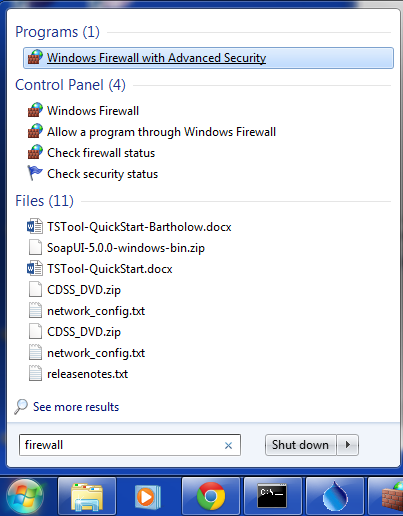 Programs (1)
Windows Firewall with Advanced Security
Control Panel (4)
Windows Firewall
Allow a program through Windows Firewall
Check firewall status
Check security status
Files (11)
TSTool-QuickStart-Bartholow.docx
SoapUI-5.0.0-windows-bin.zip
TSTool-QuickStart.docx
CDSS_DVD.zip
network_config.txt
CDSS_DVD.zip
network_config.txt
releasenotes.txt
See more results
firewall
Shut down
C:\_